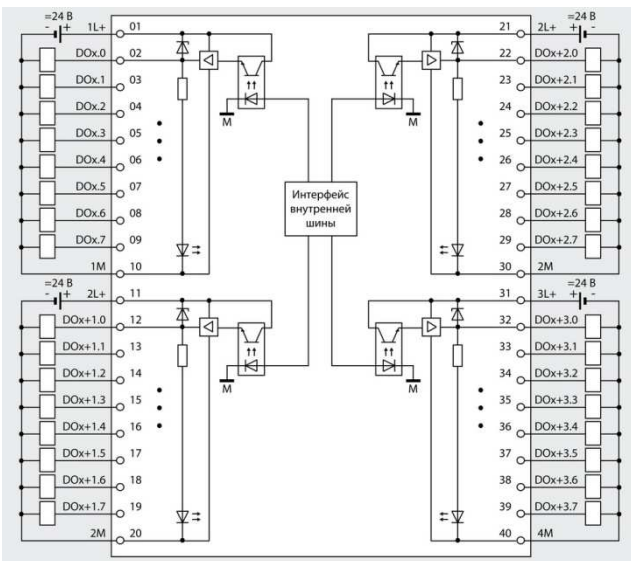 =24 В
- +
1L+
01
DOx.0
02
DOx.1
03
DOx.2
04
DOx.3
05
DOx.4
06
DOx.5
07
DOx.6
08
DOx.7
09
1M
10
M
=24 В
- +
2L+
11
DOx+1.0
12
DOx+1.1
13
DOx+1.2
14
DOx+1.3
15
DOx+1.4
16
DOx+1.5
17
DOx+1.6
18
DOx+1.7
19
2M
20
M
Интерфейс
внутренней
шины
=24 В
21
2L+
+ -
22
DOx+2.0
23
DOx+2.1
24
DOx+2.2
25
DOx+2.3
26
DOx+2.4
27
DOx+2.5
28
DOx+2.6
29
DOx+2.7
30
2M
M
=24 В
31
3L+
+ -
32
DOx+3.0
33
DOx+3.1
34
DOx+3.2
35
DOx+3.3
36
DOx+3.4
37
DOx+3.5
38
DOx+3.6
39
DOx+3.7
40
4M
M